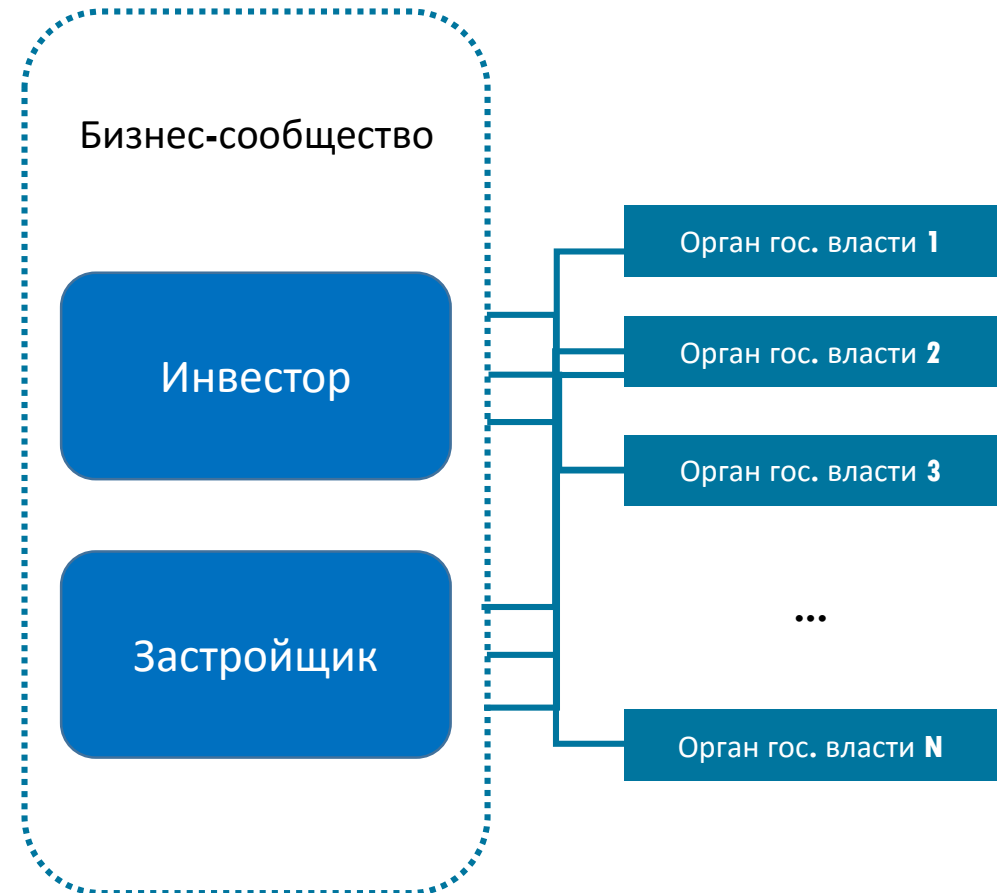 Бизнес-сообщество
Инвестор
Застройщик
Орган гос. власти 1
Орган гос. власти 2
Орган гос. власти 3
...
Орган гос. власти N